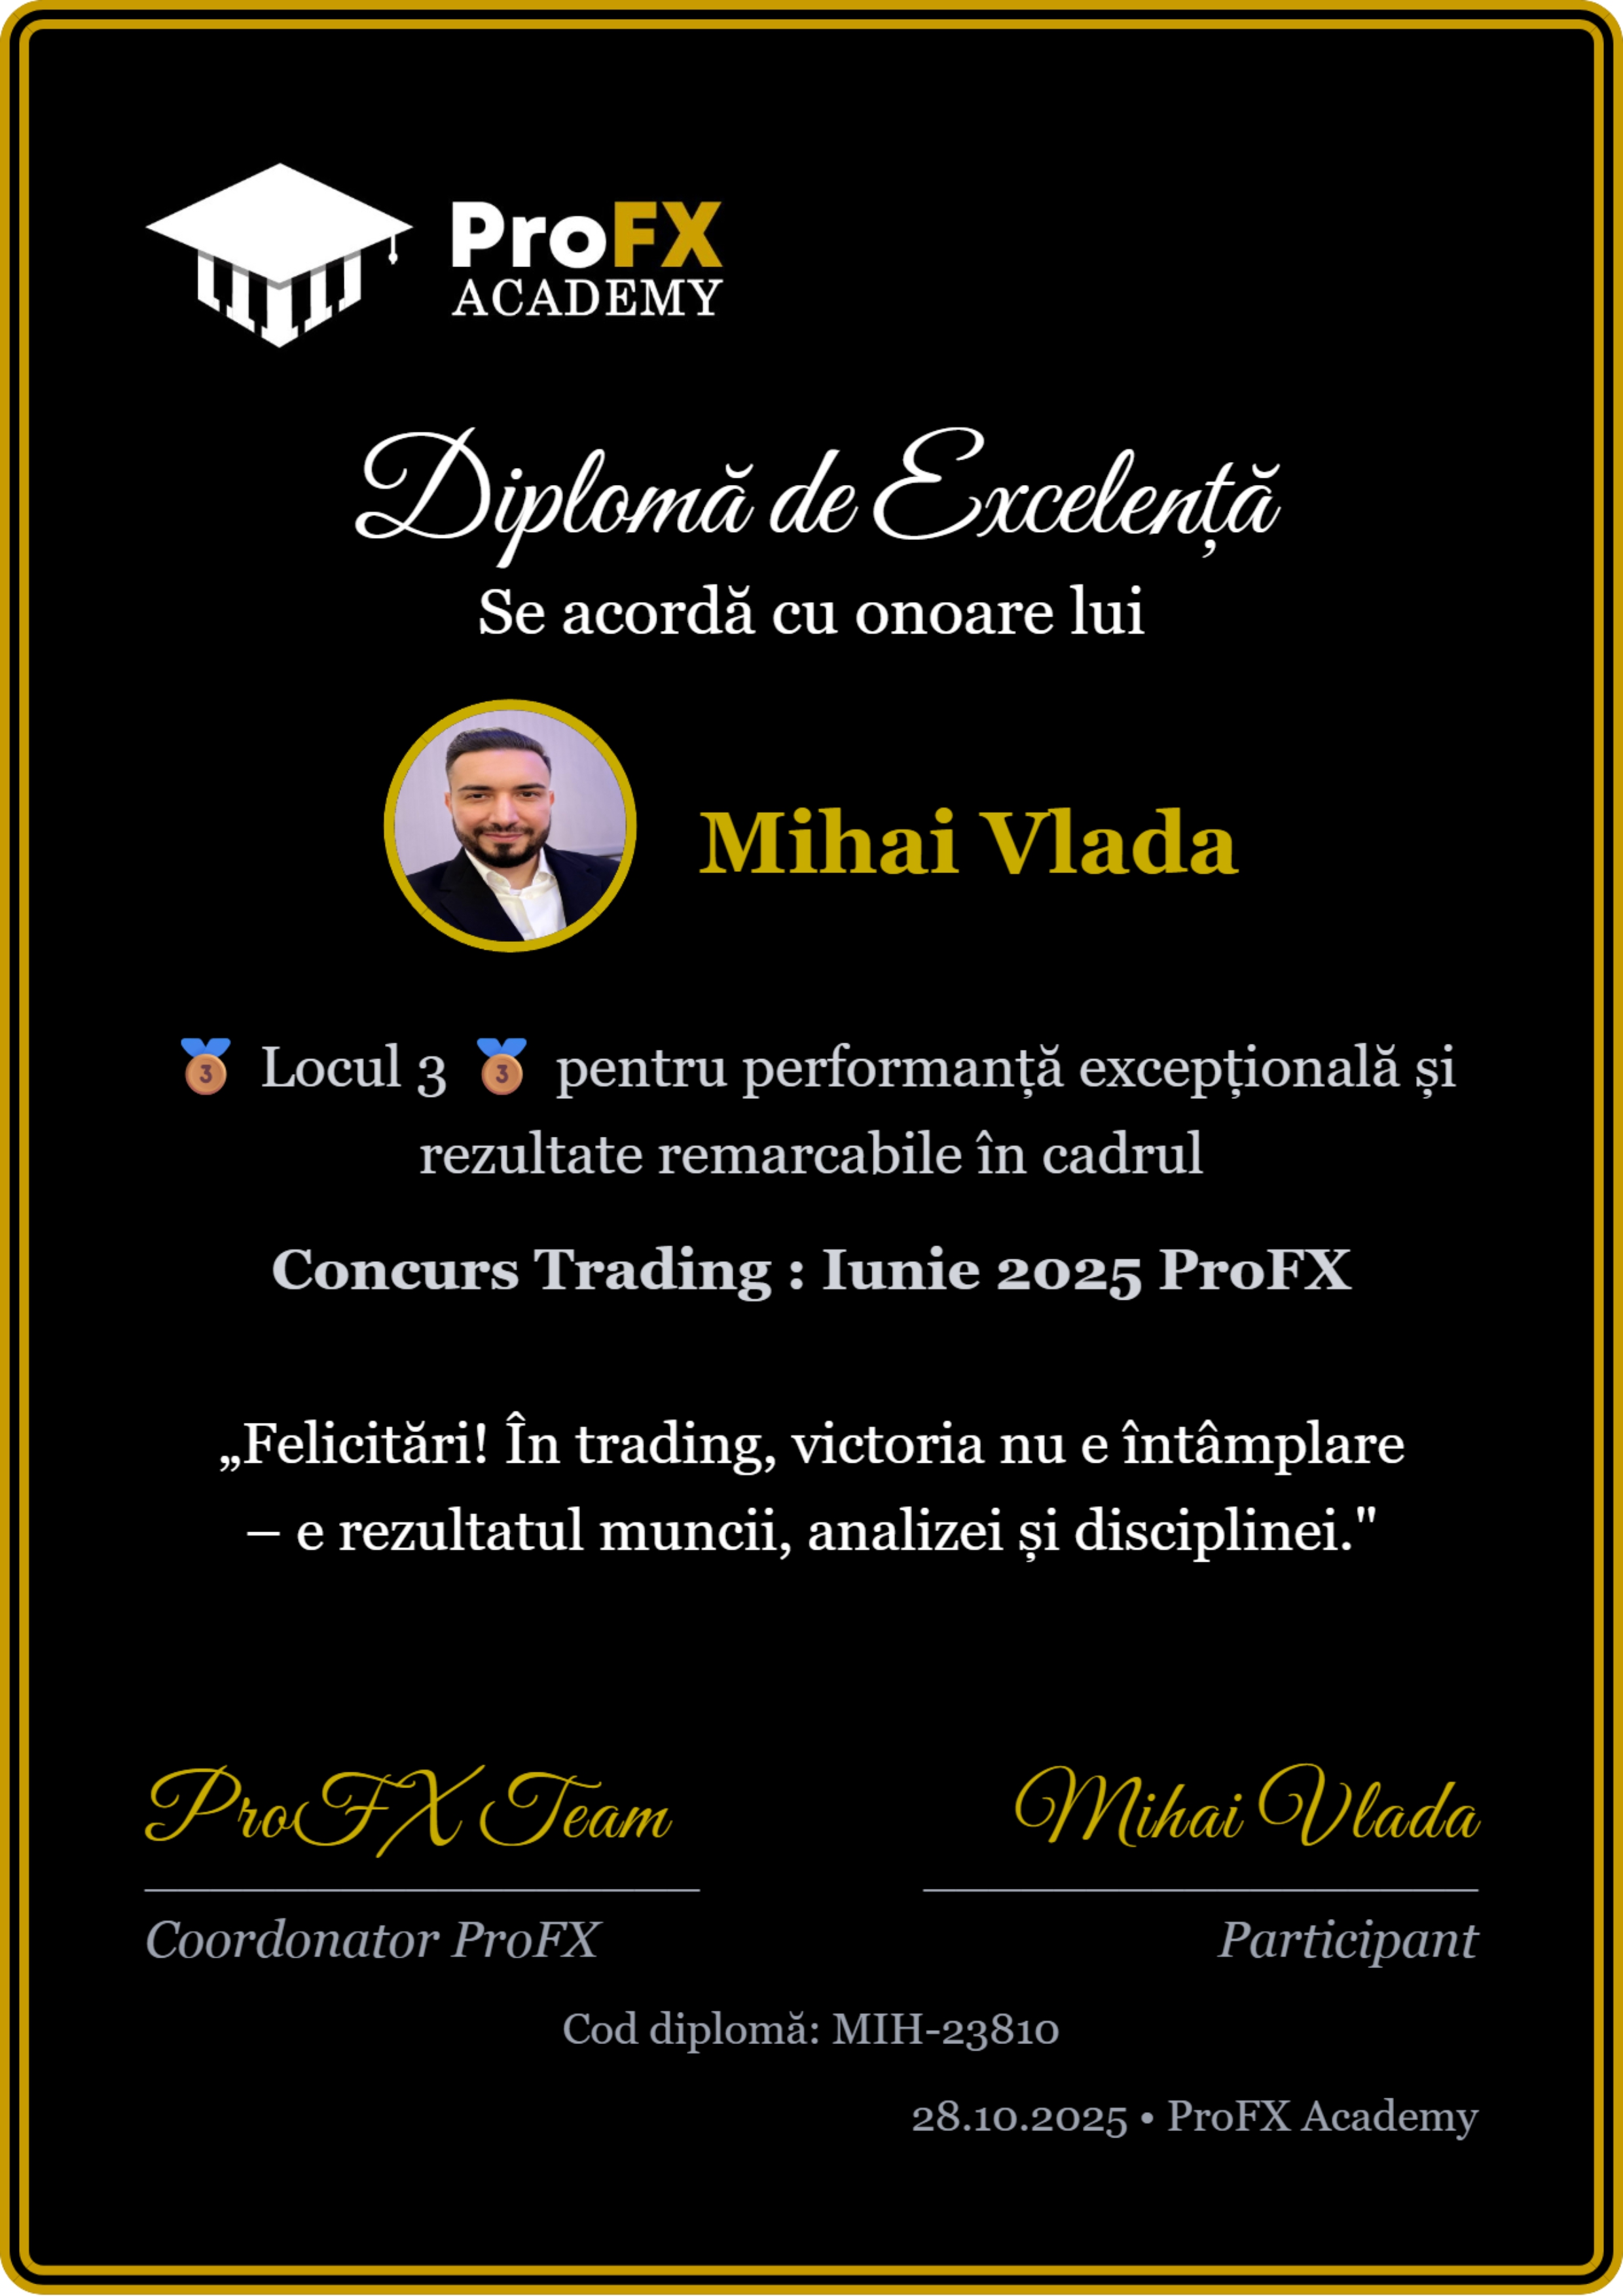 ProFX
ACADEMY
Diplomă de Excelență
Se acordă cu onoare lui
Mihai Vlada
🥉 Locul 3 🥉 pentru performanță excepțională și
rezultate remarcabile în cadrul
Concurs Trading : Iunie 2025 ProFX
„Felicitări! În trading, victoria nu e întâmplare
– e rezultatul muncii, analizei și disciplinei."
ProFX Team
Mihai Vlada
Coordonator ProFX
Participant
Cod diplomă: MIH-23810
28.10.2025 • ProFX Academy